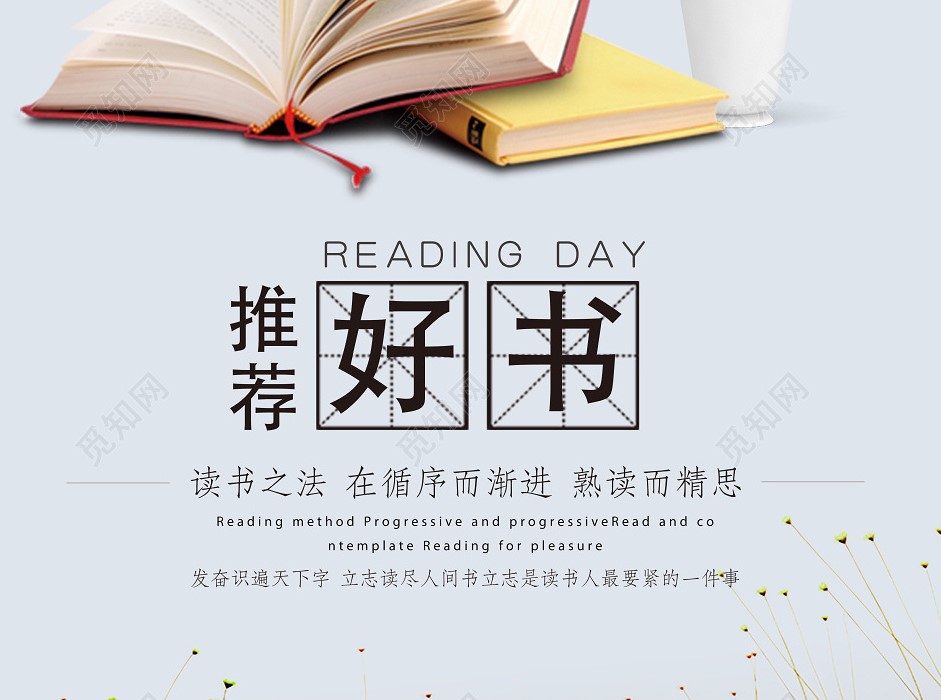 READING DAY
推荐
好书
读书之法 在循序而渐进 熟读而精思
Reading method Progressive and progressiveRead and co
ntemplate Reading for pleasure
发奋识遍天下字 立志读尽人间书立志是读书人最要紧的一件事
觅知网
觅知网
觅知网
觅知网
觅知网
觅知网